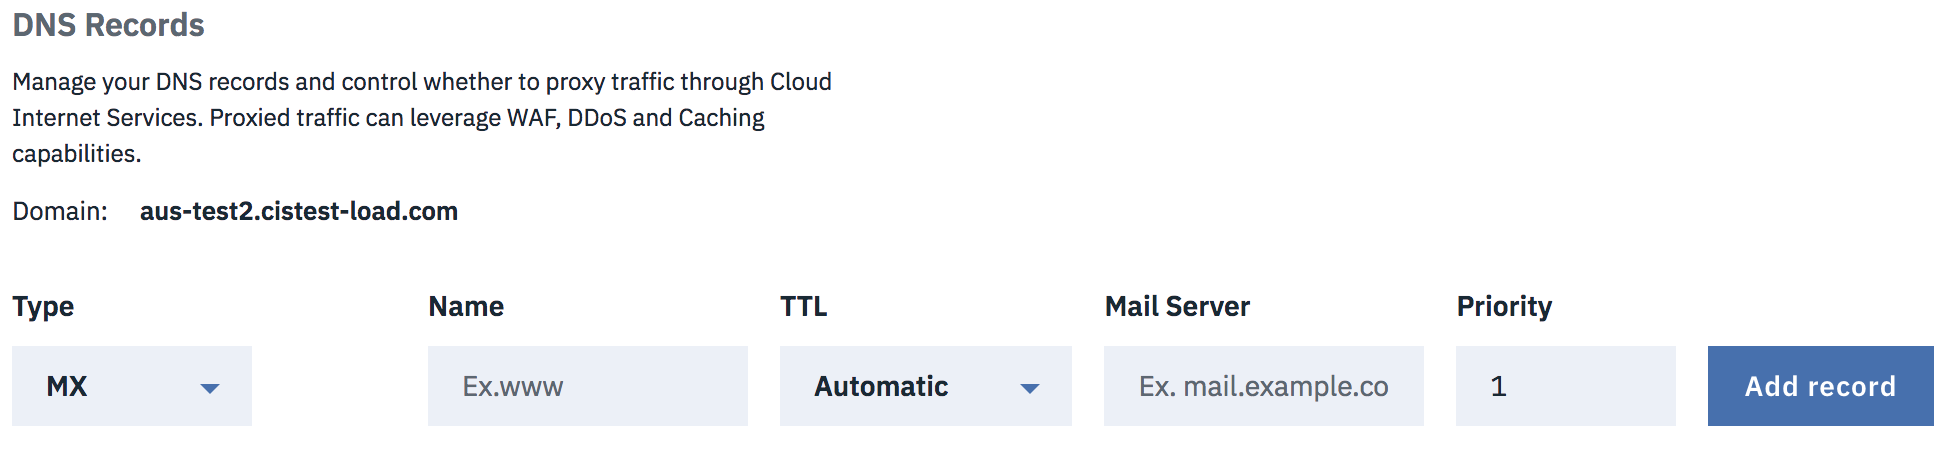 DNS Records
Manage your DNS records and control whether to proxy traffic through Cloud
Internet Services. Proxied traffic can leverage WAF, DDoS and Caching
capabilities.
Domain: aus-test2.cistest-load.com
Type Name TTL Mail Server Priority
MX Ex.www Automatic Ex. mail.example.co 1 Add record